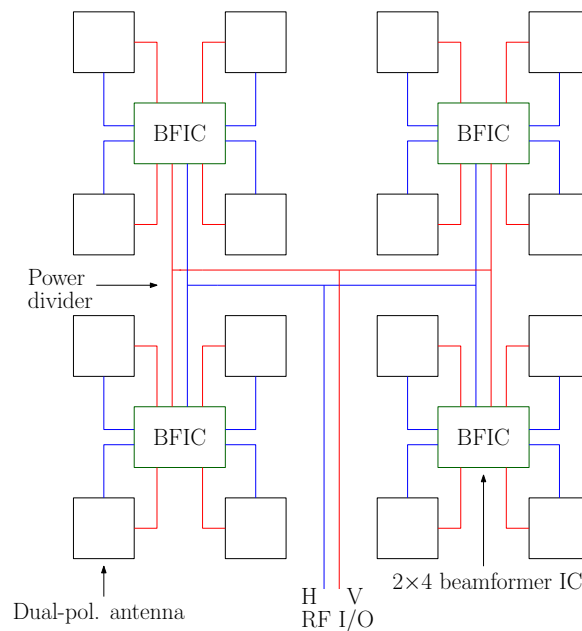 BFIC
BFIC
Power
divider
BFIC
BFIC
H V
RF I/O
2×4 beamformer IC
Dual-pol. antenna